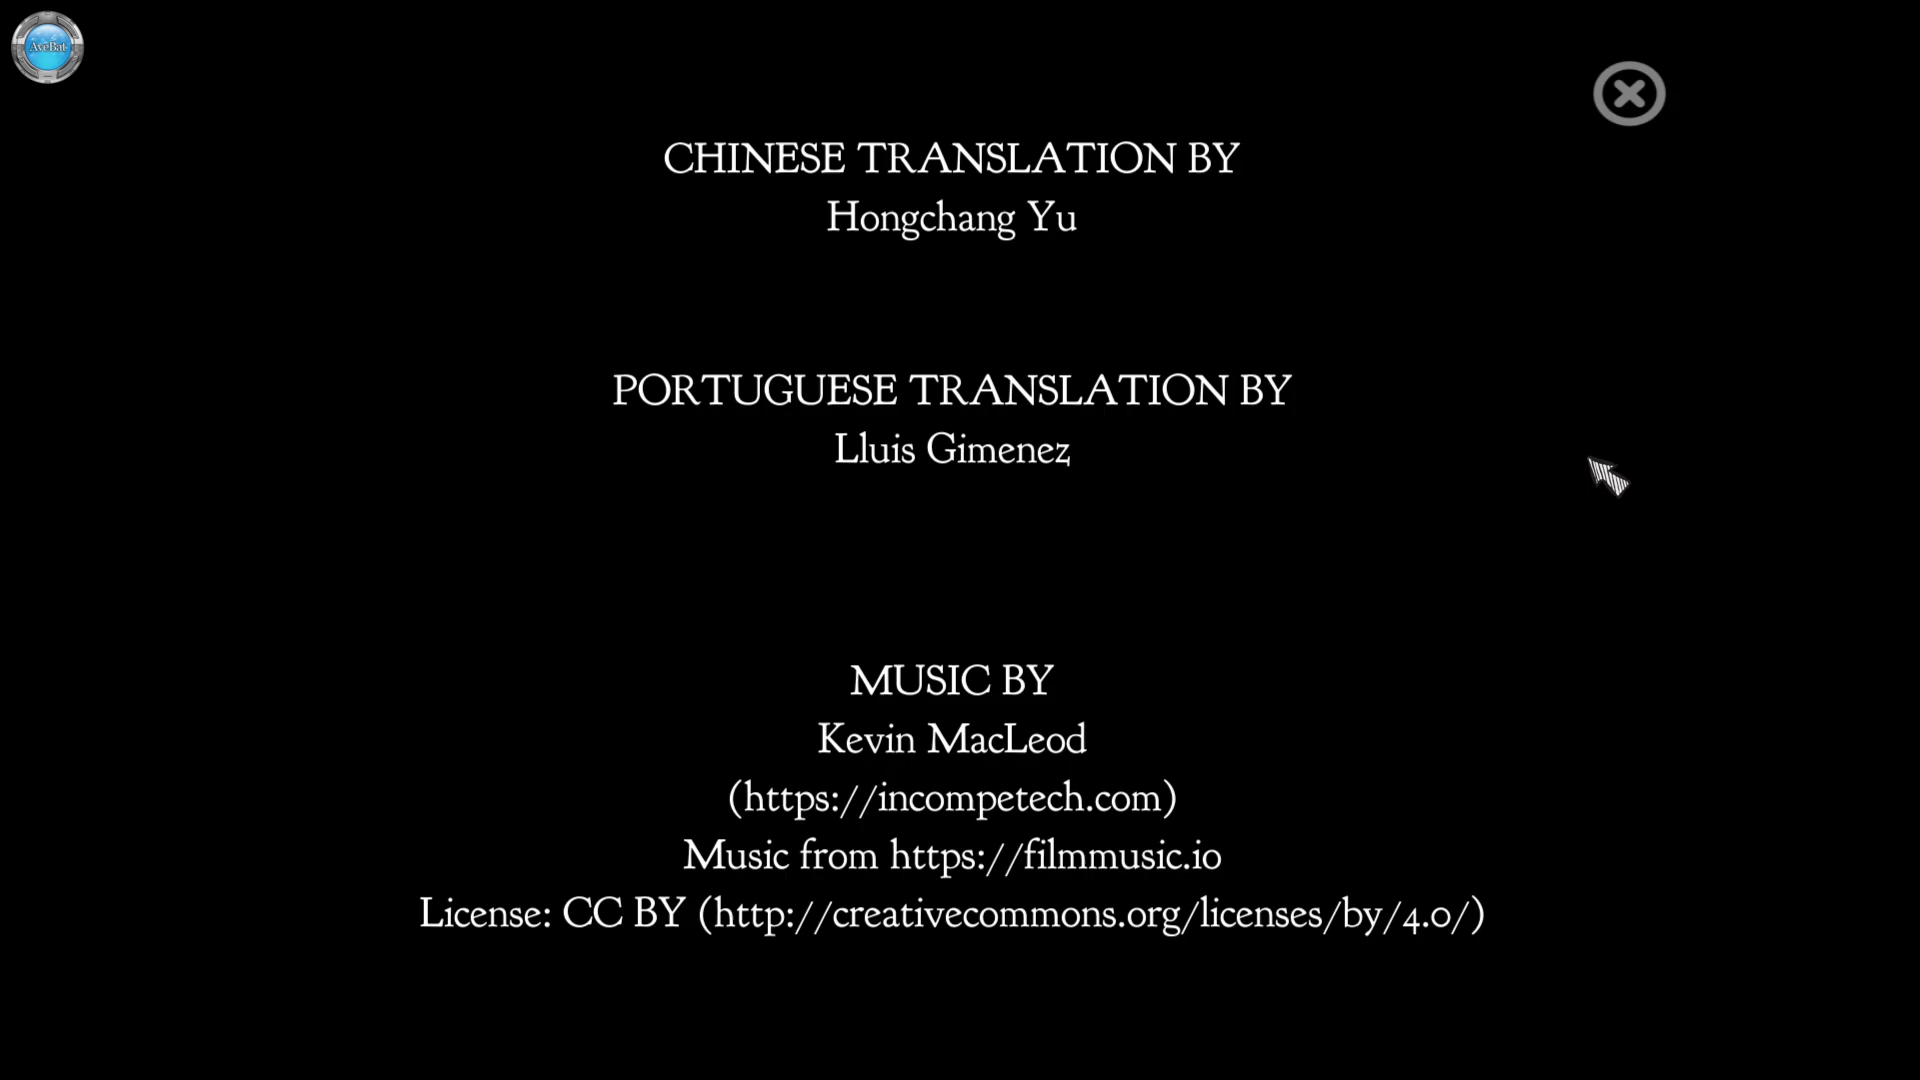 AveBat
CHINESE TRANSLATION BY
Hongchang Yu
PORTUGUESE TRANSLATION BY
Lluis Gimenez
MUSIC BY
Kevin MacLeod
(https://incompetech.com)
Music from https://filmmusic.io
License: CC BY (http://creativecommons.org/licenses/by/4.0/)